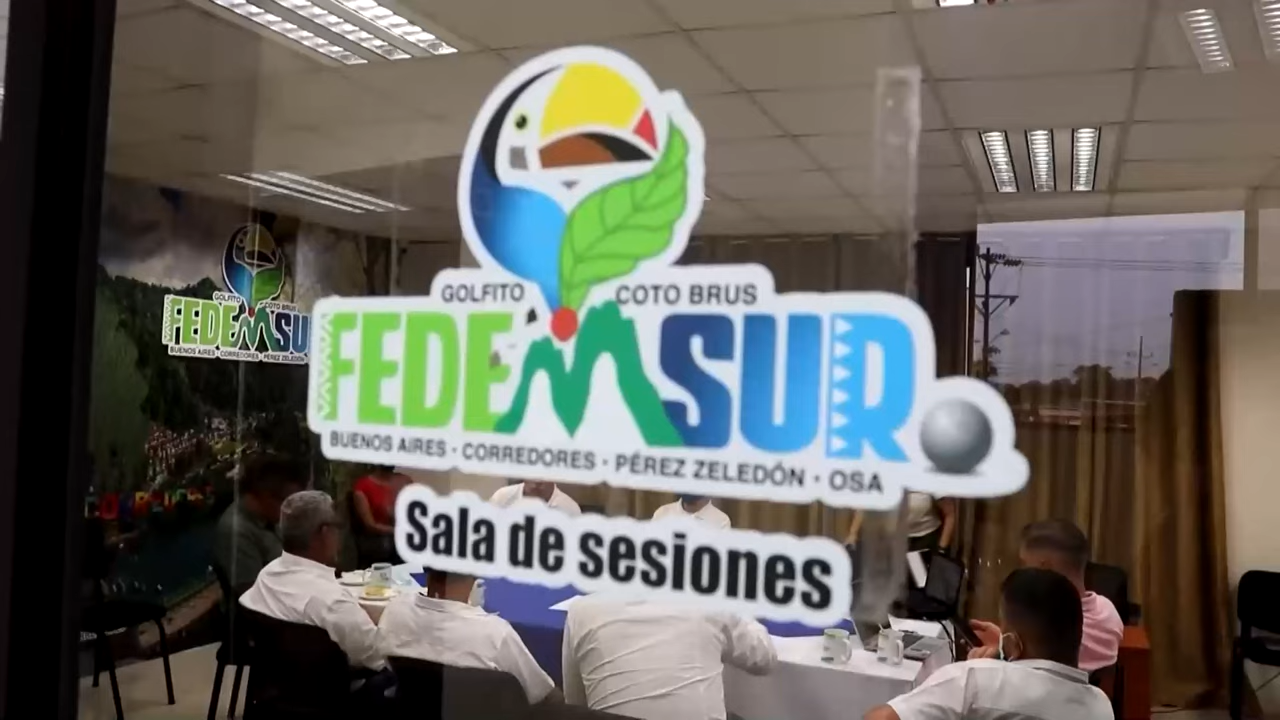 GOLFITO COTO BRUS
FEDEMSUR
BUENOS AIRES · CORREDORES · PÉREZ ZELEDÓN · OSA
Sala de sesiones
GOLFITO COTO BRUS
FEDEMSU
BUENOS AIRES · CORREDORES · PÉREZ ZELEDÓN